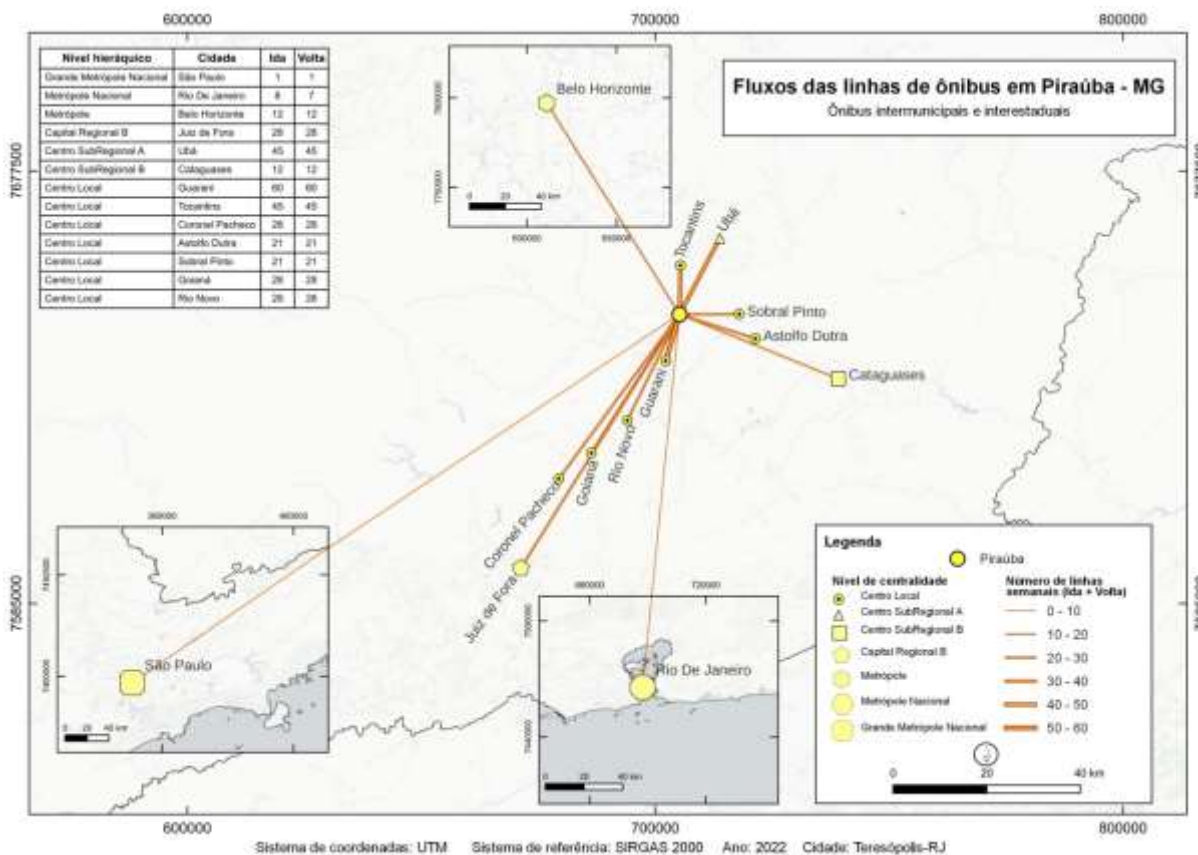 600000 700000 800000
Fluxos das linhas de ônibus em Piraúba - MG
Ônibus intermunicipais e interestaduais
Nível hieráquico Cidade Ida Volta
Grande Metrópole Nacional São Paulo 1 1
Metrópole Nacional Rio De Janeiro 8 7
Metrópole Belo Horizonte 12 12
Capital Regional B Juiz de Fora 28 28
Centro SubRegional A Ubá 45 45
Centro SubRegional B Cataguases 12 12
Centro Local Guarani 60 60
Centro Local Tocantins 45 45
Centro Local Coronel Pacheco 28 28
Centro Local Astolfo Dutra 21 21
Centro Local Sobral Pinto 21 21
Centro Local Goianá 28 28
Centro Local Rio Novo 28 28
Belo Horizonte
0 20 40 km
7677500
Tocantins
Ubá
Sobral Pinto
Astolfo Dutra
Cataguases
Guarani
Rio Novo
Goianá
Coronel Pacheco
Juiz de Fora
São Paulo
0 20 40 km
Rio De Janeiro
0 20 40 km
Legenda
Piraúba
Nível de centralidade
Centro Local
Centro SubRegional A
Centro SubRegional B
Capital Regional B
Metrópole
Metrópole Nacional
Grande Metrópole Nacional
Número de linhas
semanais (Ida + Volta)
0 - 10
10 - 20
20 - 30
30 - 40
40 - 50
50 - 60
0 20 40 km
600000 700000 800000
Sistema de coordenadas: UTM Sistema de referência: SIRGAS 2000 Ano: 2022 Cidade: Teresópolis-RJ